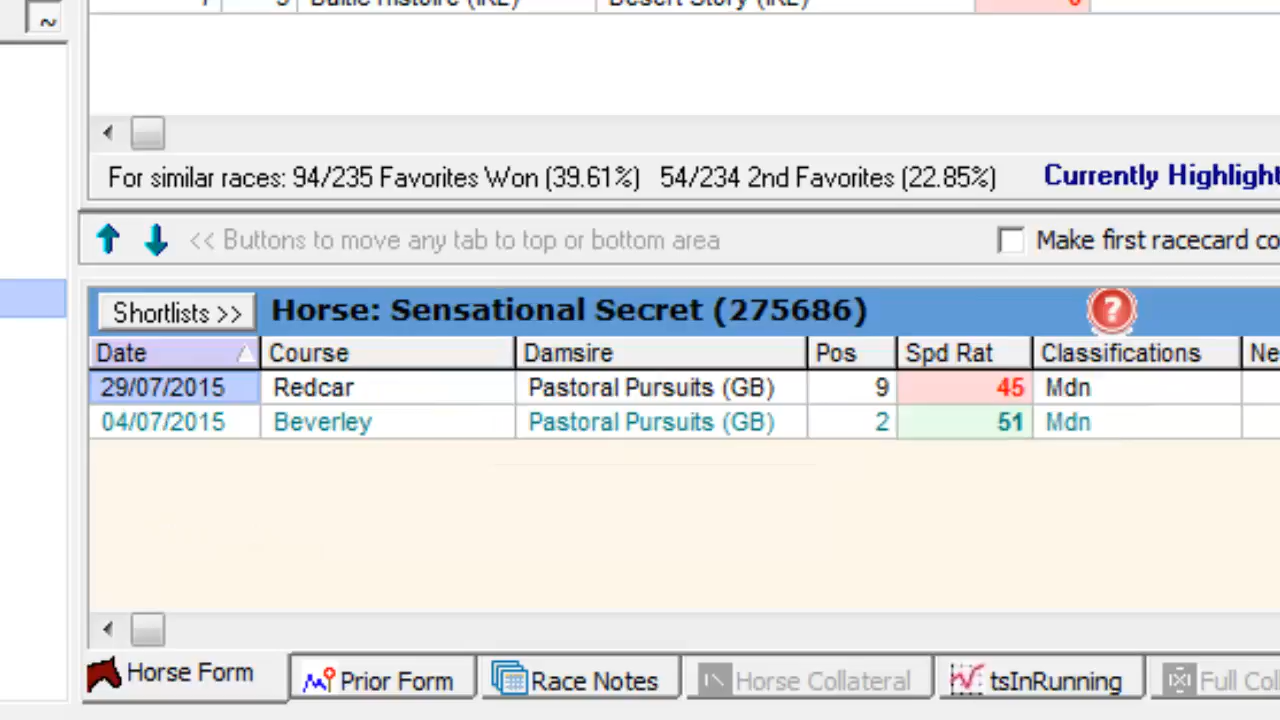 For similar races: 94/235 Favorites Won (39.61%) 54/234 2nd Favorites (22.85%) Currently Highlight
<< Buttons to move any tab to top or bottom area Make first racecard co
Shortlists >> Horse: Sensational Secret (275686)
Date Course Damsire Pos Spd Rat Classifications Ne
29/07/2015 Redcar Pastoral Pursuits (GB) 9 45 Mdn
04/07/2015 Beverley Pastoral Pursuits (GB) 2 51 Mdn
Horse Form Prior Form Race Notes Horse Collateral tsInRunning Full Col